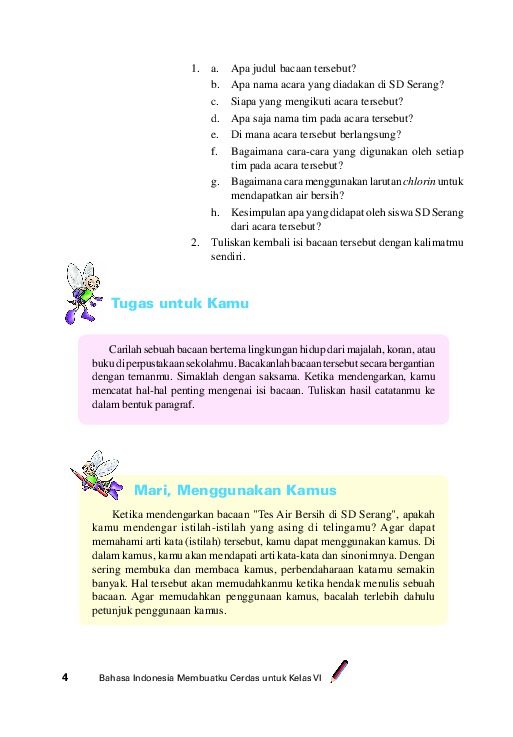 1. a. Apa judul bacaan tersebut?
b. Apa nama acara yang diadakan di SD Serang?
c. Siapa yang mengikuti acara tersebut?
d. Apa saja nama tim pada acara tersebut?
e. Di mana acara tersebut berlangsung?
f. Bagaimana cara-cara yang digunakan oleh setiap
tim pada acara tersebut?
g. Bagaimana cara menggunakan larutan chlorin untuk
mendapatkan air bersih?
h. Kesimpulan apa yang didapat oleh siswa SD Serang
dari acara tersebut?
2. Tuliskan kembali isi bacaan tersebut dengan kalimatmu
sendiri.
Tugas untuk Kamu
Carilah sebuah bacaan bertema lingkungan hidup dari majalah, koran, atau
buku di perpustakaan sekolahmu. Bacakanlah bacaan tersebut secara bergantian
dengan temanmu. Simaklah dengan saksama. Ketika mendengarkan, kamu
mencatat hal-hal penting mengenai isi bacaan. Tuliskan hasil catatanmu ke
dalam bentuk paragraf.
Mari, Menggunakan Kamus
Ketika mendengarkan bacaan "Tes Air Bersih di SD Serang", apakah
kamu mendengar istilah-istilah yang asing di telingamu? Agar dapat
memahami arti kata (istilah) tersebut, kamu dapat menggunakan kamus. Di
dalam kamus, kamu akan mendapati arti kata-kata dan sinonimnya. Dengan
sering membuka dan membaca kamus, perbendaharaan katamu semakin
banyak. Hal tersebut akan memudahkanmu ketika hendak menulis sebuah
bacaan. Agar memudahkan penggunaan kamus, bacalah terlebih dahulu
petunjuk penggunaan kamus.
4 Bahasa Indonesia Membuatku Cerdas untuk Kelas VI